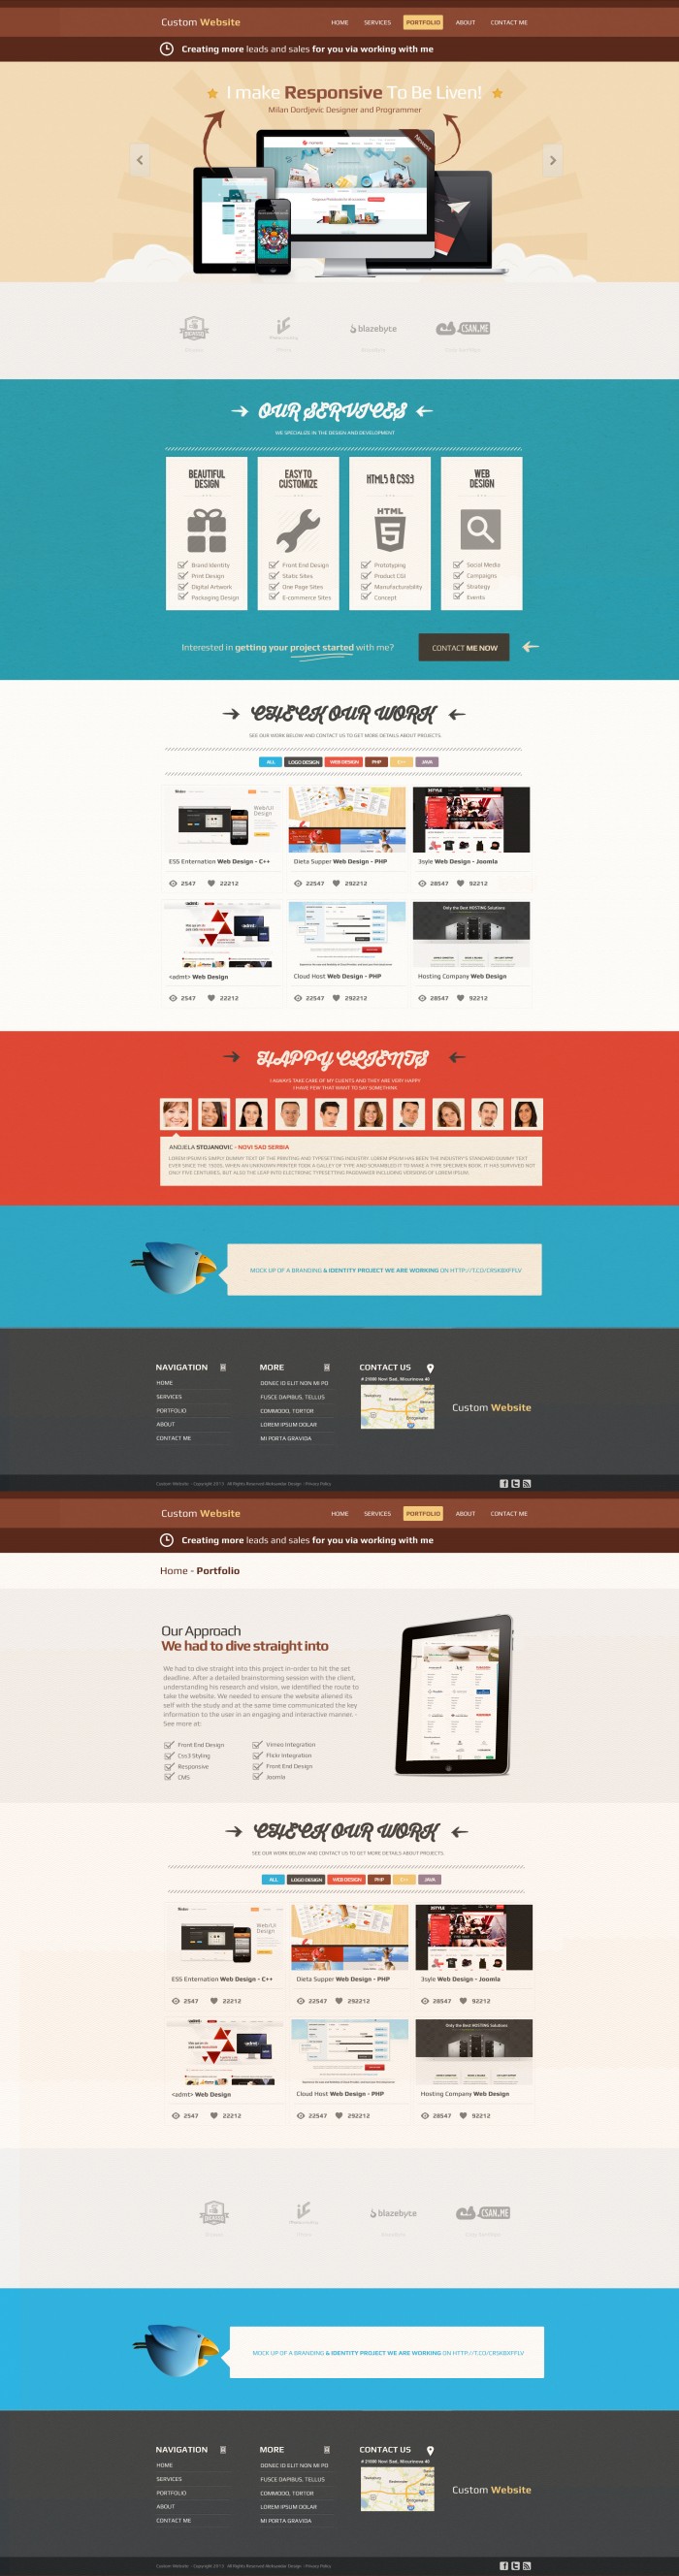 Custom Website
HOME SERVICES PORTFOLIO ABOUT CONTACT ME
Creating more leads and sales for you via working with me
I make Responsive To Be Liven!
Milan Dordjevic Designer and Programmer
Newest
blazebyte
CSAN.ME
OUR SERVICES
WE SPECIALIZE IN THE DESIGN AND DEVELOPMENT
BEAUTIFUL DESIGN
Brand Identity
Print Design
Digital Artwork
Packaging Design
EASY TO CUSTOMIZE
Front End Design
Static Sites
One Page Sites
E-commerce Sites
HTML5 & CSS3
HTML
5
Prototyping
Product CGI
Manufacturability
Concept
WEB DESIGN
Social Media
Campaigns
Strategy
Events
Interested in getting your project started with me?
CONTACT ME NOW
CHECK OUR WORK
SEE OUR WORK BELOW AND CONTACT US TO GET MORE DETAILS ABOUT PROJECTS.
ALL LOGO DESIGN WEB DESIGN PHP C++ JAVA
Web/UI
Design
ESS Enternation Web Design - C++
2547 22212
Dieta Supper Web Design - PHP
22547 292212
3syle Web Design - Joomla
28547 92212
<admt> Web Design
2547 22212
Cloud Host Web Design - PHP
22547 292212
Only the Best HOSTING Solutions
Hosting Company Web Design
28547 92212
HAPPY CLIENTS
I ALWAYS TAKE CARE OF MY CLIENTS AND THEY ARE VERY HAPPY
I HAVE FEW THAT WANT TO SAY SOMETHINK
ANDJELA STOJANOVIC - NOVI SAD SERBIA
LOREM IPSUM IS SIMPLY DUMMY TEXT OF THE PRINTING AND TYPESETTING INDUSTRY. LOREM IPSUM HAS BEEN THE INDUSTRY'S STANDARD DUMMY TEXT
EVER SINCE THE 1500S, WHEN AN UNKNOWN PRINTER TOOK A GALLEY OF TYPE AND SCRAMBLED IT TO MAKE A TYPE SPECIMEN BOOK. IT HAS SURVIVED NOT
ONLY FIVE CENTURIES, BUT ALSO THE LEAP INTO ELECTRONIC TYPESETTING PAGEMAKER INCLUDING VERSIONS OF LOREM IPSUM.
MOCK UP OF A BRANDING & IDENTITY PROJECT WE ARE WORKING ON HTTP://T.CO/CRSKBXFFLV
NAVIGATION
HOME
SERVICES
PORTFOLIO
ABOUT
CONTACT ME
MORE
DONEC ID ELIT NON MI PO
FUSCE DAPIBUS, TELLUS
COMMODO, TORTOR
LOREM IPSUM DOLAR
MI PORTA GRAVIDA
CONTACT US
# 21000 Novi Sad,
Custom Website
Custom Website - Copyright 2013 All Rights Reserved
Custom Website
HOME SERVICES PORTFOLIO ABOUT CONTACT ME
Creating more leads and sales for you via working with me
Home - Portfolio
Our Approach
We had to dive straight into
We had to dive straight into this project in-order to hit the set
deadline. After a detailed brainstorming session with the client,
understanding his research and vision, we identified the route to
take the website. We needed to ensure the website aliened its
self with the study and at the same time communicated the key
information to the user in an engaging and interactive manner. -
See more at:
Front End Design
Css3 Styling
Responsive
CMS
Vimeo Integration
Flickr Integration
Front End Design
Joomla
CHECK OUR WORK
SEE OUR WORK BELOW AND CONTACT US TO GET MORE DETAILS ABOUT PROJECTS.
ALL LOGO DESIGN WEB DESIGN PHP C++ JAVA
Web/UI
Design
ESS Enternation Web Design - C++
2547 22212
Dieta Supper Web Design - PHP
22547 292212
3syle Web Design - Joomla
28547 92212
<admt> Web Design
2547 22212
Cloud Host Web Design - PHP
22547 292212
Only the Best HOSTING Solutions
Hosting Company Web Design
28547 92212
blazebyte
CSAN.ME
MOCK UP OF A BRANDING & IDENTITY PROJECT WE ARE WORKING ON HTTP://T.CO/CRSKBXFFLV
NAVIGATION
HOME
SERVICES
PORTFOLIO
ABOUT
CONTACT ME
MORE
DONEC ID ELIT NON MI PO
FUSCE DAPIBUS, TELLUS
COMMODO, TORTOR
LOREM IPSUM DOLAR
MI PORTA GRAVIDA
CONTACT US
# 21000 Novi Sad,
Custom Website
Custom Website - Copyright 2013 All Rights Reserved